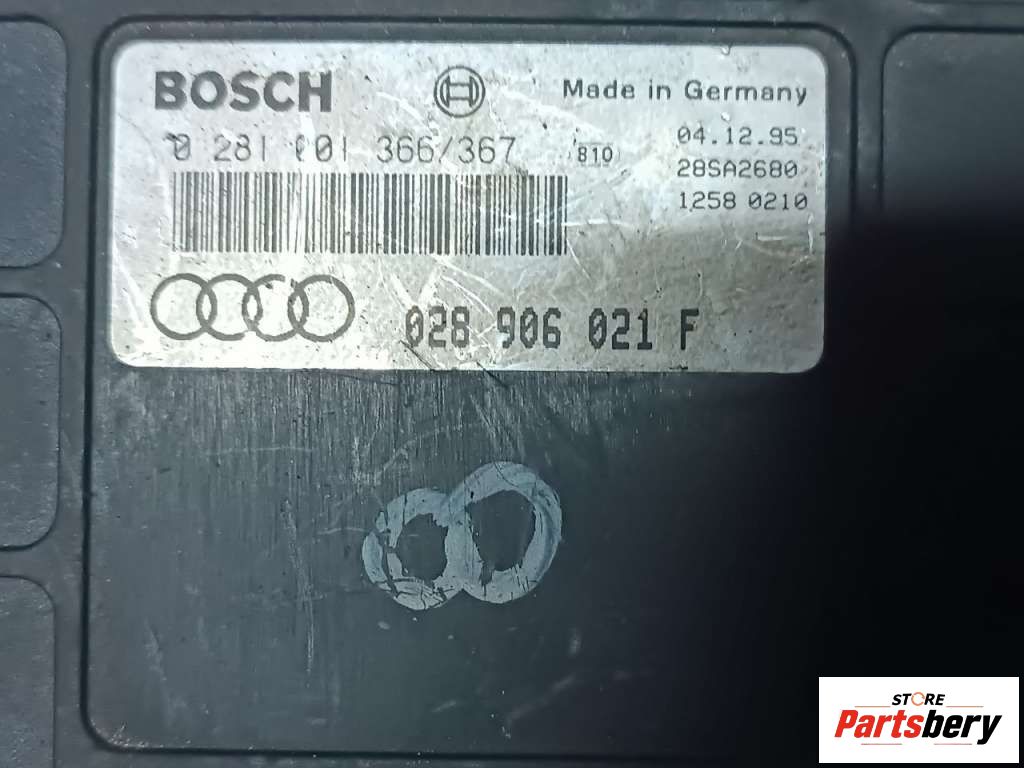 BOSCH
Made in Germany
0 281 001 366/367
810
04.12.95
28SA2680
1258 0210
028 906 021 F
STORE
Partsbery